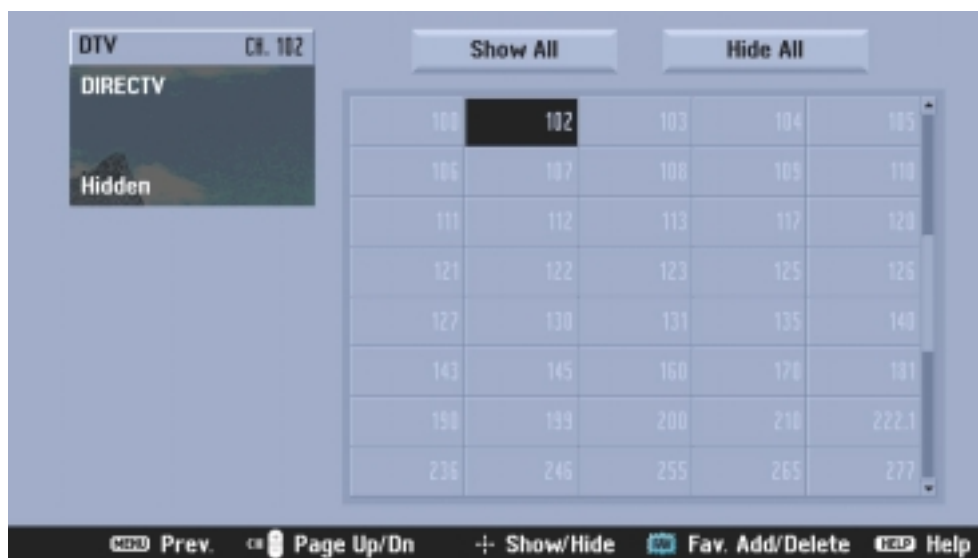 DTV CH. 102
DIRECTV
Hidden
Show All Hide All
100 102 103 104 105
106 107 108 109 110
111 112 113 117 120
121 122 123 125 126
127 130 131 135 140
143 145 160 170 181
190 199 200 210 222.1
236 246 255 265 277
MENU Prev. CH Page Up/Dn Show/Hide FAV Fav. Add/Delete HELP Help